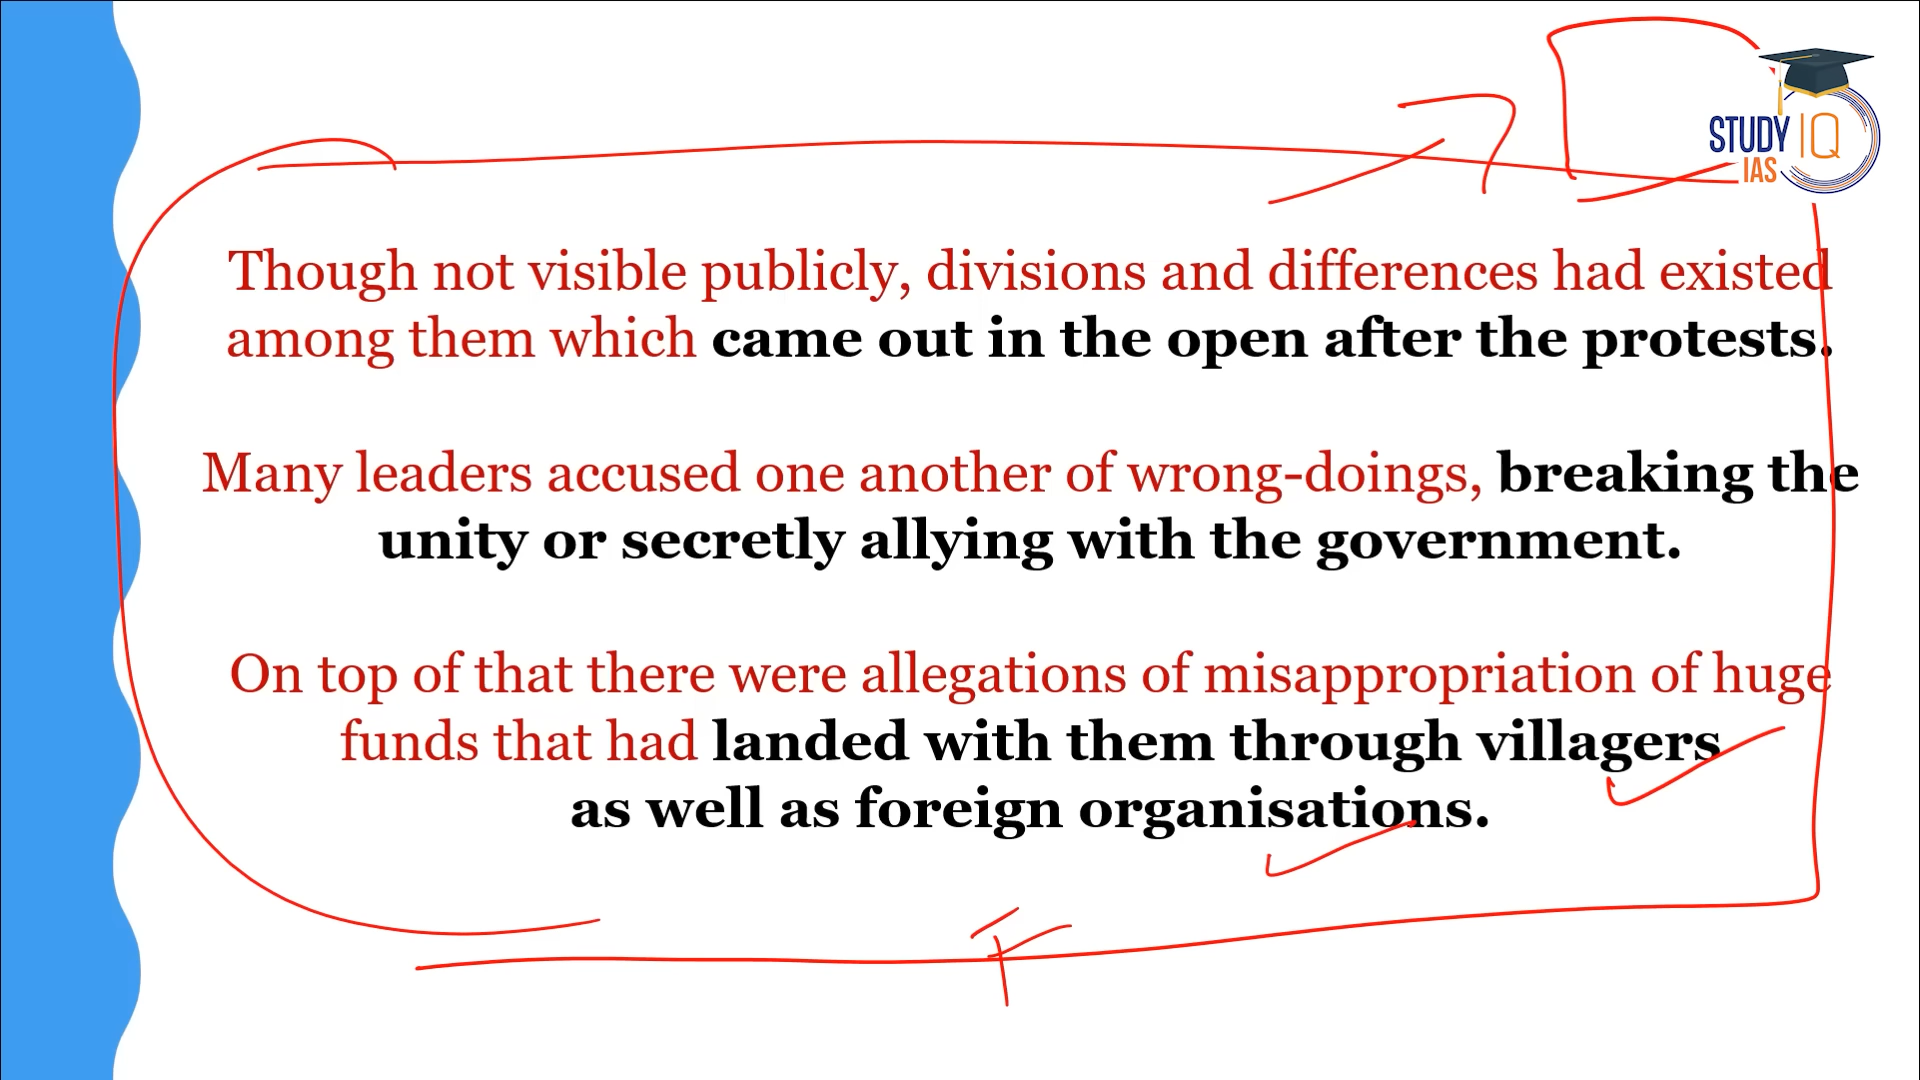 STUDY IQ
IAS
Though not visible publicly, divisions and differences had existed
among them which came out in the open after the protests.
Many leaders accused one another of wrong-doings, breaking the
unity or secretly allying with the government.
On top of that there were allegations of misappropriation of huge
funds that had landed with them through villagers
as well as foreign organisations.